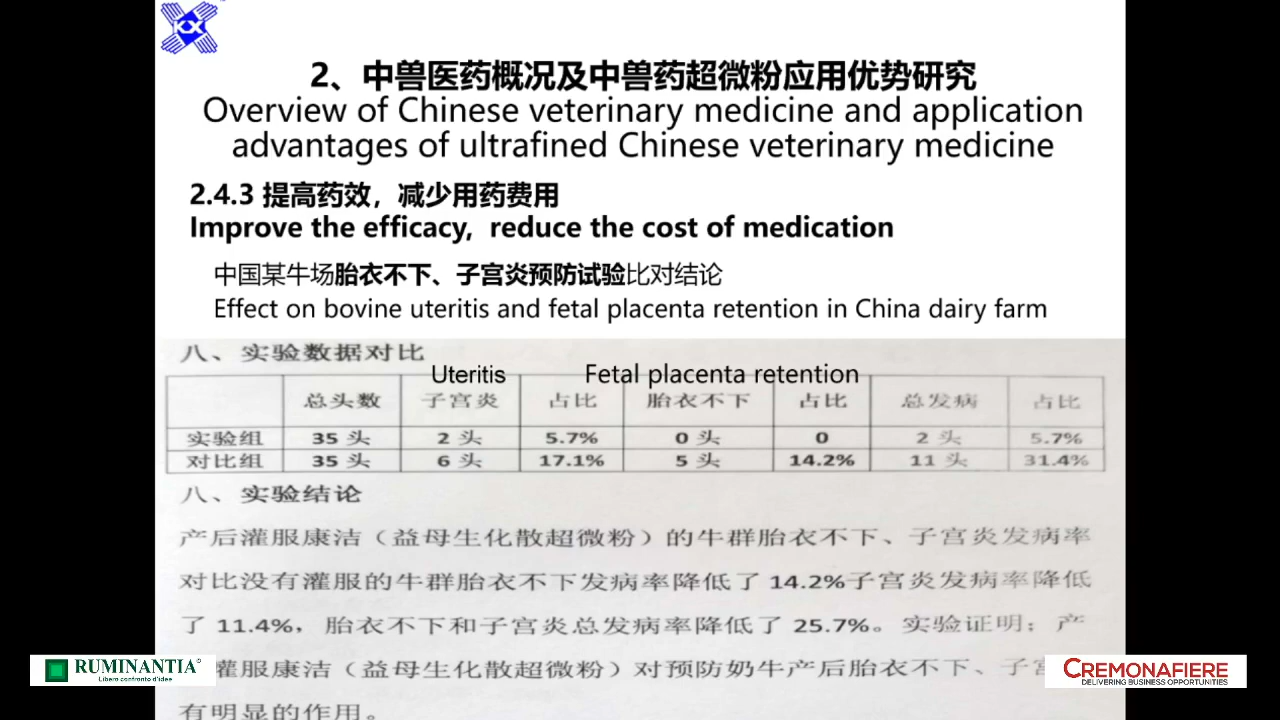 KX
2、中兽医药概况及中兽药超微粉应用优势研究
Overview of Chinese veterinary medicine and application
advantages of ultrafined Chinese veterinary medicine
2.4.3 提高药效，减少用药费用
Improve the efficacy, reduce the cost of medication
中国某牛场胎衣不下、子宫炎预防试验比对结论
Effect on bovine uteritis and fetal placenta retention in China dairy farm
八、实验数据对比
Uteritis Fetal placenta retention
总头数 子宫炎 占比 胎衣不下 占比 总发病 占比
实验组 35 头 2 头 5.7% 0 头 0 2 头 5.7%
对比组 35 头 6 头 17.1% 5 头 14.2% 11 头 31.4%
八、实验结论
产后灌服康洁（益母生化散超微粉）的牛群胎衣不下、子宫炎发病率
对比没有灌服的牛群胎衣不下发病率降低了 14.2%子宫炎发病率降低
了 11.4%，胎衣不下和子宫炎总发病率降低了 25.7%。实验证明；产
灌服康洁（益母生化散超微粉）对预防奶牛产后胎衣不下、子宫
有明显的作用。
RUMINANTIA®
Libero confronto d'idee
CREMONAFIERE
DELIVERING BUSINESS OPPORTUNITIES